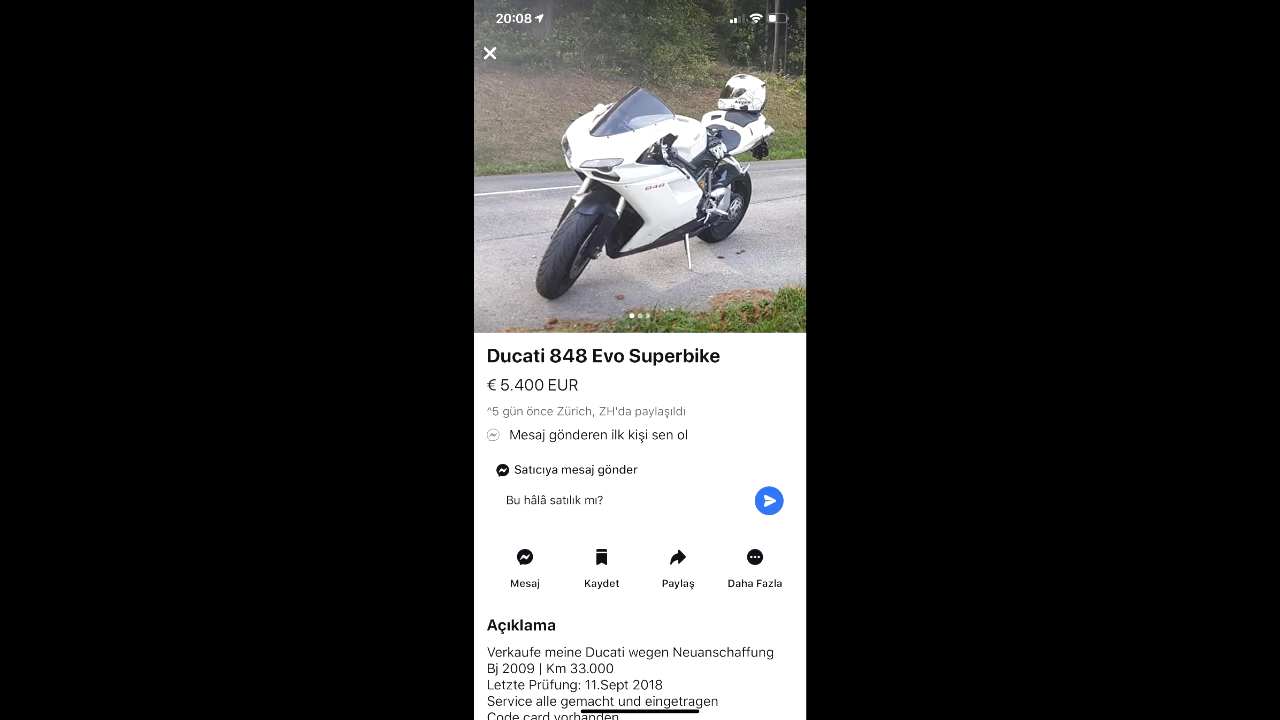 20:08
848
Ducati 848 Evo Superbike
€ 5.400 EUR
^5 gün önce Zürich, ZH'da paylaşıldı
Mesaj gönderen ilk kişi sen ol
Satıcıya mesaj gönder
Bu hâlâ satılık mı?
Mesaj
Kaydet
Paylaş
Daha Fazla
Açıklama
Verkaufe meine Ducati wegen Neuanschaffung
Bj 2009 | Km 33.000
Letzte Prüfung: 11.Sept 2018
Service alle gemacht und eingetragen
Code card vorhanden